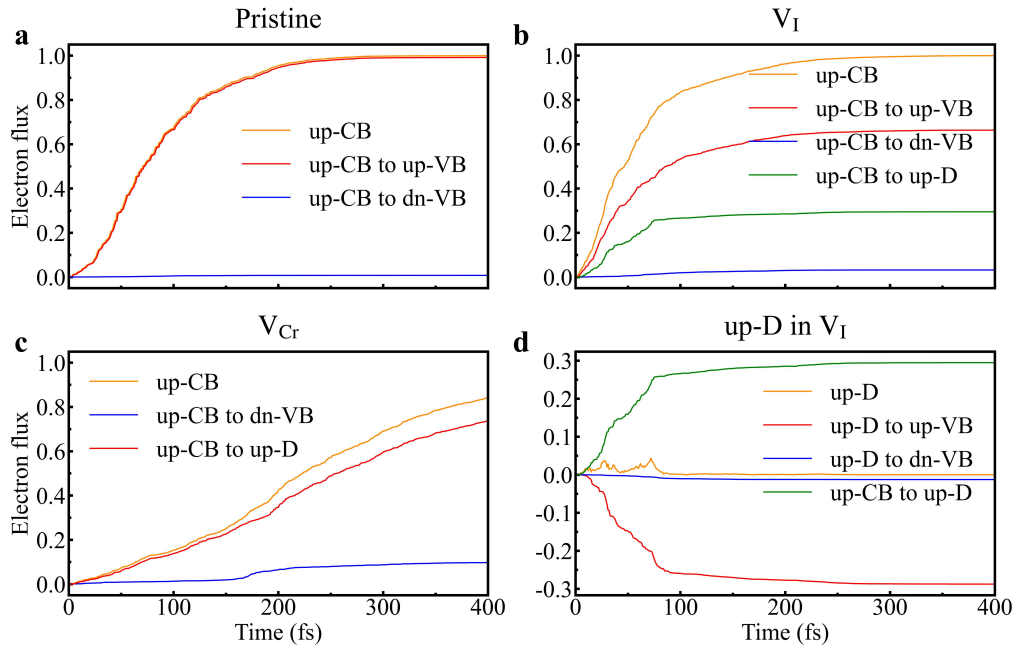 a
Pristine
Electron flux
1.0
0.8
0.6
0.4
0.2
0.0
up-CB
up-CB to up-VB
up-CB to dn-VB
b
V_I
1.0
0.8
0.6
0.4
0.2
0.0
up-CB
up-CB to up-VB
up-CB to dn-VB
up-CB to up-D
c
V_Cr
Electron flux
1.0
0.8
0.6
0.4
0.2
0.0
up-CB
up-CB to dn-VB
up-CB to up-D
0 100 200 300 400
Time (fs)
d
up-D in V_I
0.3
0.2
0.1
0.0
-0.1
-0.2
-0.3
up-D
up-D to up-VB
up-D to dn-VB
up-CB to up-D
0 100 200 300 400
Time (fs)